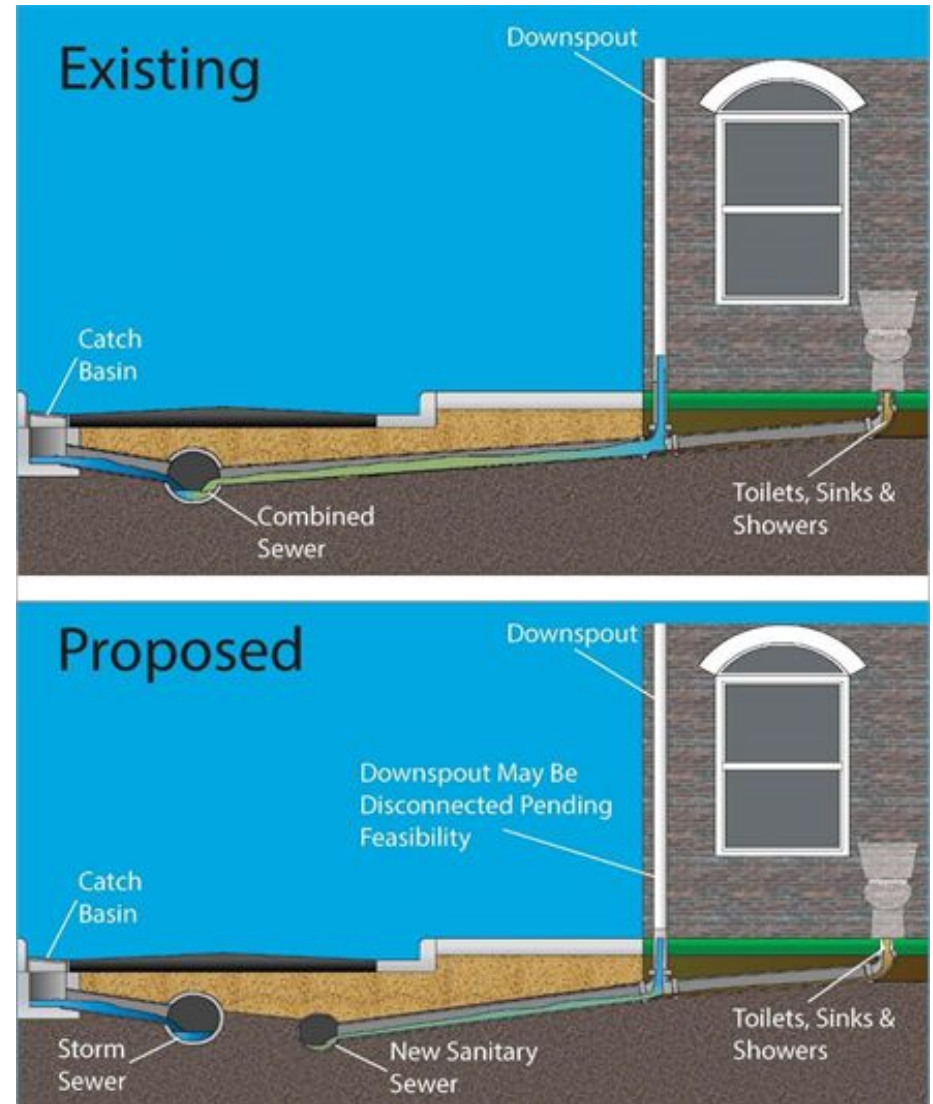 Existing
Downspout
Catch
Basin
Combined
Sewer
Toilets, Sinks &
Showers
Proposed
Downspout
Downspout May Be
Disconnected Pending
Feasibility
Catch
Basin
Storm
Sewer
New Sanitary
Sewer
Toilets, Sinks &
Showers